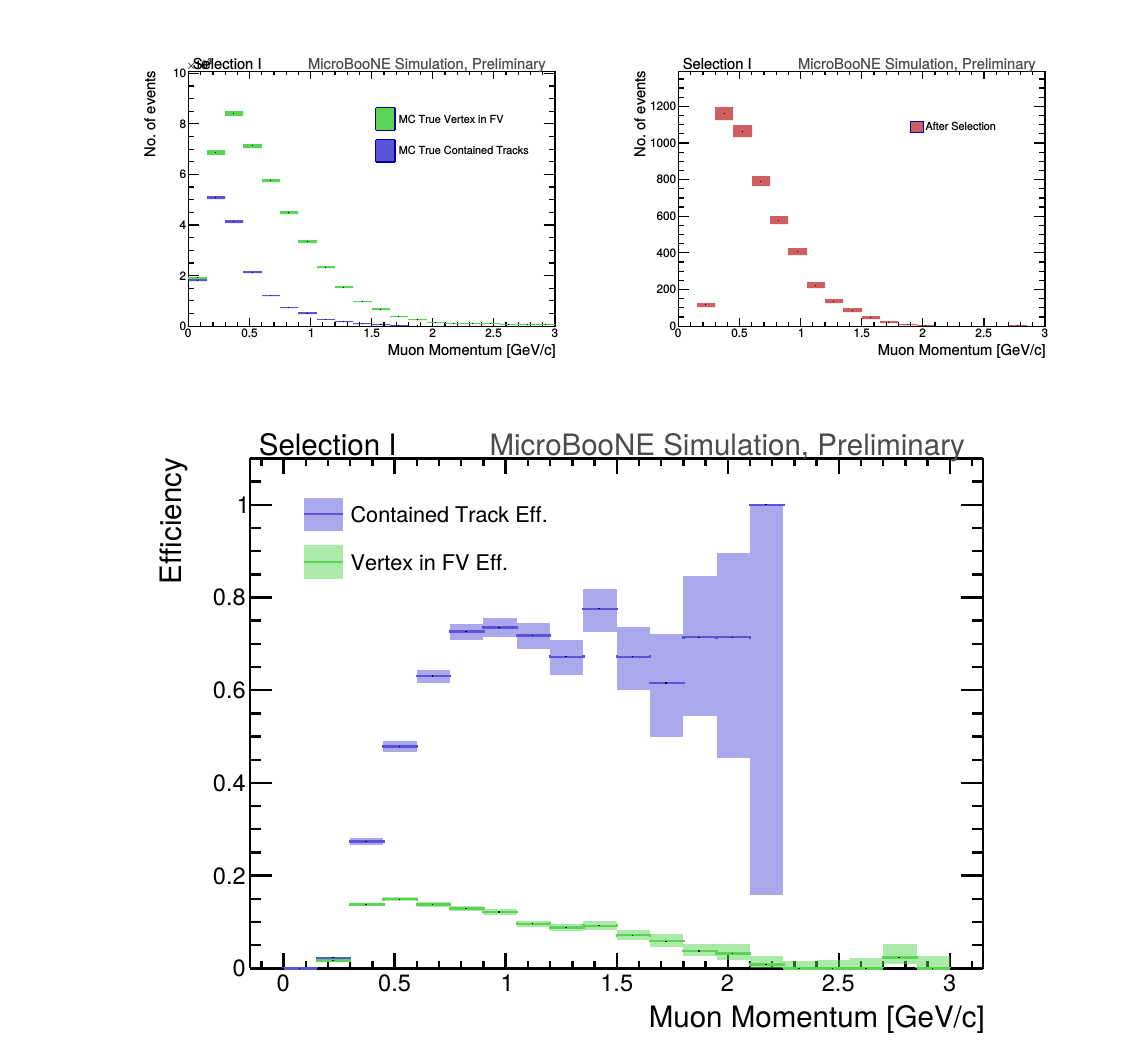 Selection I
MicroBooNE Simulation, Preliminary
No. of events
10
8
6
4
2
0
MC True Vertex in FV
MC True Contained Tracks
0 0.5 1 1.5 2 2.5 3
Muon Momentum [GeV/c]
Selection I
MicroBooNE Simulation, Preliminary
No. of events
1200
1000
800
600
400
200
0
After Selection
0 0.5 1 1.5 2 2.5 3
Muon Momentum [GeV/c]
Selection I
MicroBooNE Simulation, Preliminary
Efficiency
1
0.8
0.6
0.4
0.2
0
Contained Track Eff.
Vertex in FV Eff.
0 0.5 1 1.5 2 2.5 3
Muon Momentum [GeV/c]